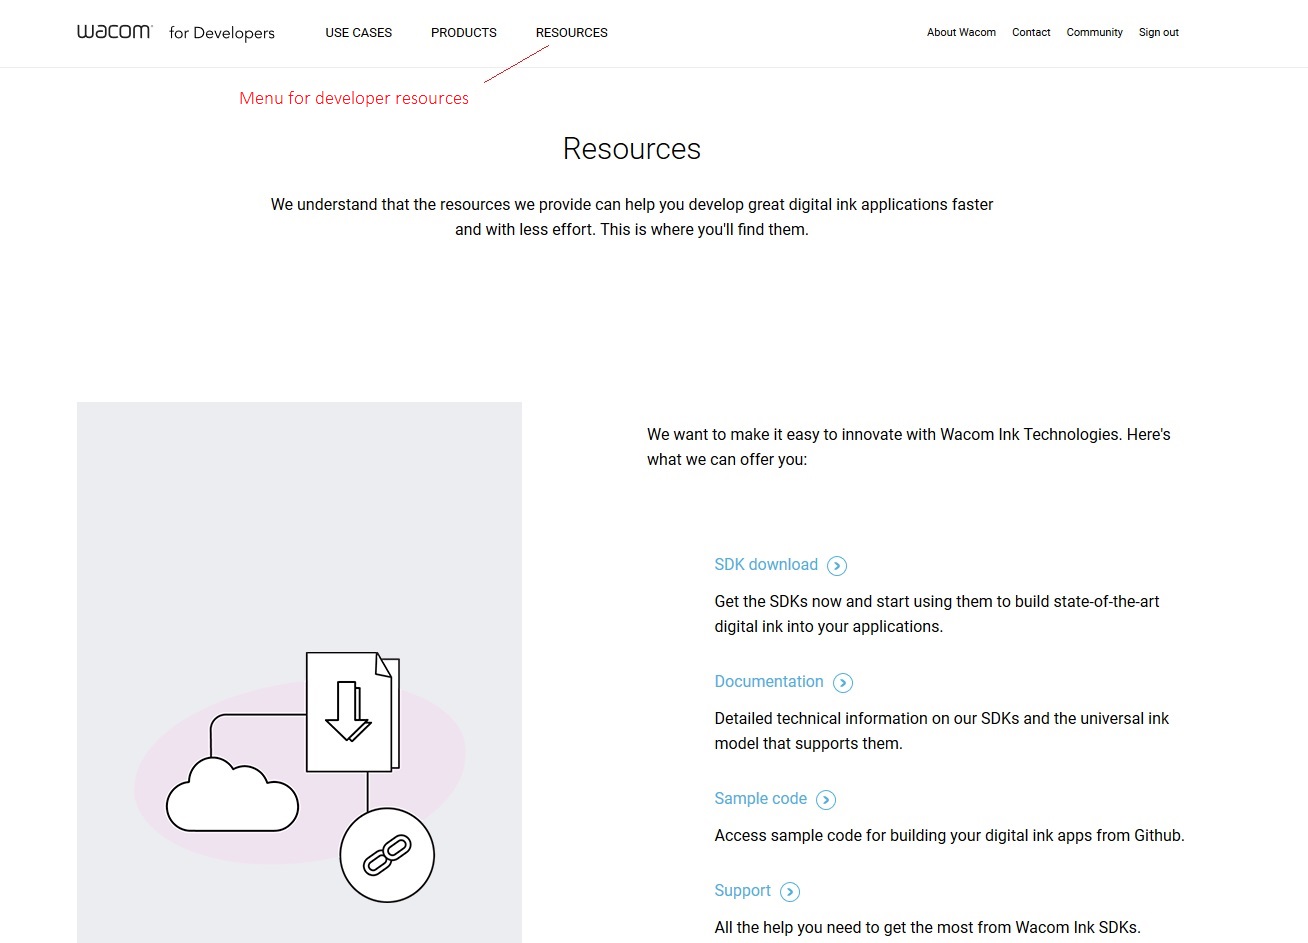 wacom for Developers USE CASES PRODUCTS RESOURCES About Wacom Contact Community Sign out
Menu for developer resources
Resources
We understand that the resources we provide can help you develop great digital ink applications faster
and with less effort. This is where you'll find them.
We want to make it easy to innovate with Wacom Ink Technologies. Here's
what we can offer you:
SDK download
Get the SDKs now and start using them to build state-of-the-art
digital ink into your applications.
Documentation
Detailed technical information on our SDKs and the universal ink
model that supports them.
Sample code
Access sample code for building your digital ink apps from Github.
Support
All the help you need to get the most from Wacom Ink SDKs.